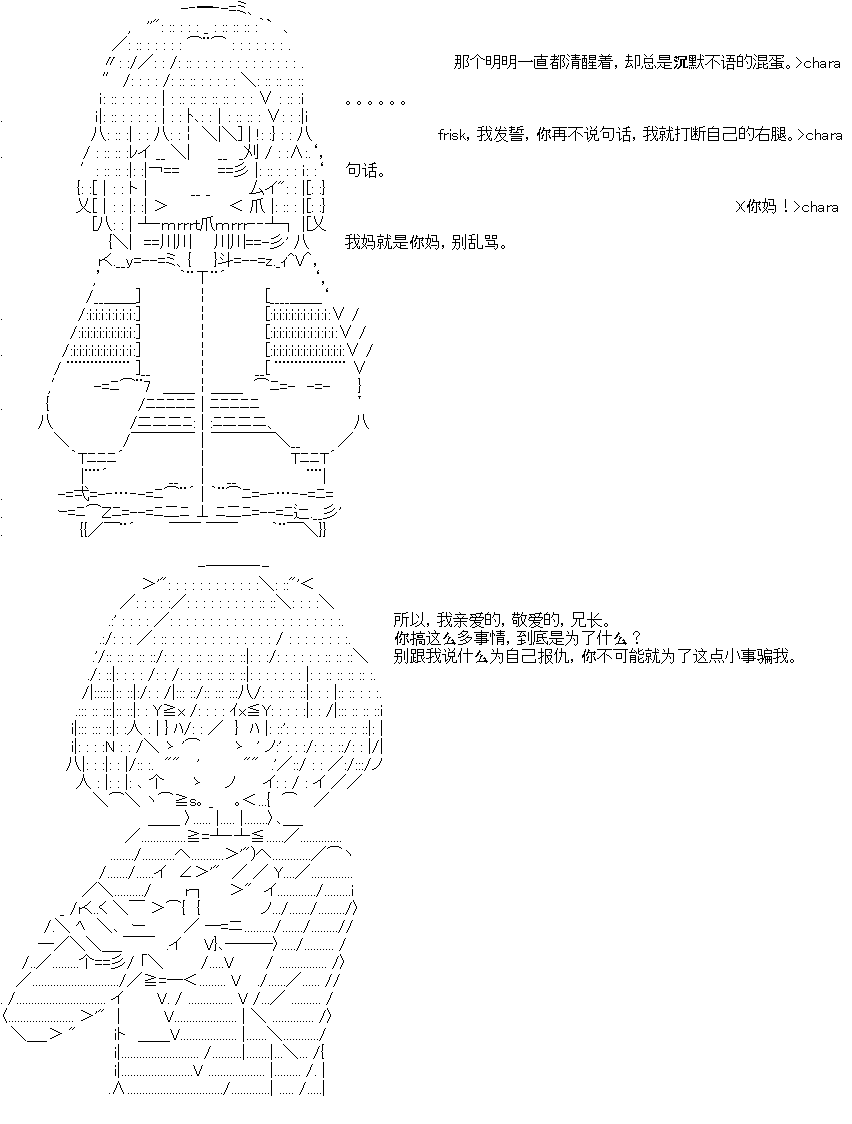 那个明明一直都清醒着，却总是沉默不语的混蛋。>chara
。。。。。。
frisk，我发誓，你再不说句话，我就打断自己的右腿。>chara
句话。
X你妈！>chara
我妈就是你妈，别乱骂。
所以，我亲爱的，敬爱的，兄长。
你搞这么多事情，到底是为了什么？
别跟我说什么为自己报仇，你不可能就为了这点小事骗我。